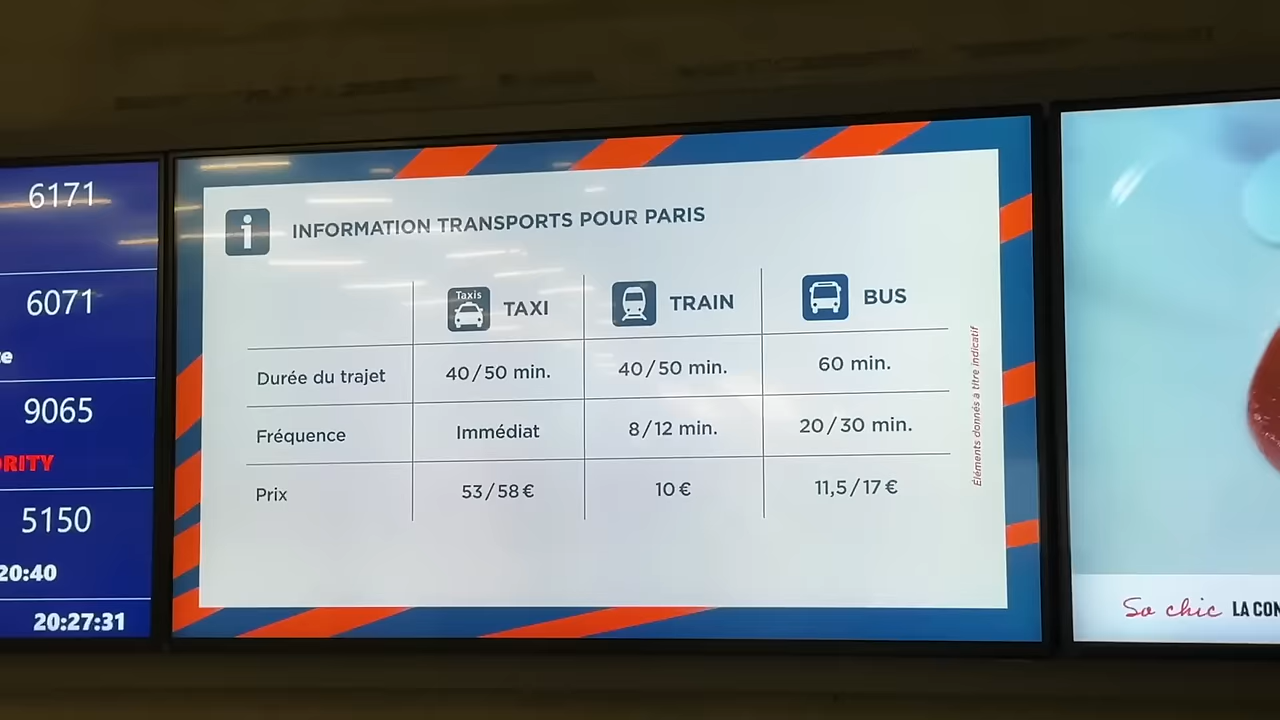 6171
6071
e
9065
RITY
5150
20:40
20:27:31
INFORMATION TRANSPORTS POUR PARIS
Taxis
TAXI TRAIN BUS
Durée du trajet 40/50 min. 40/50 min. 60 min.
Fréquence Immédiat 8/12 min. 20/30 min.
Prix 53/58 € 10 € 11,5/17 €
Éléments donnés à titre indicatif
So chic LA CON